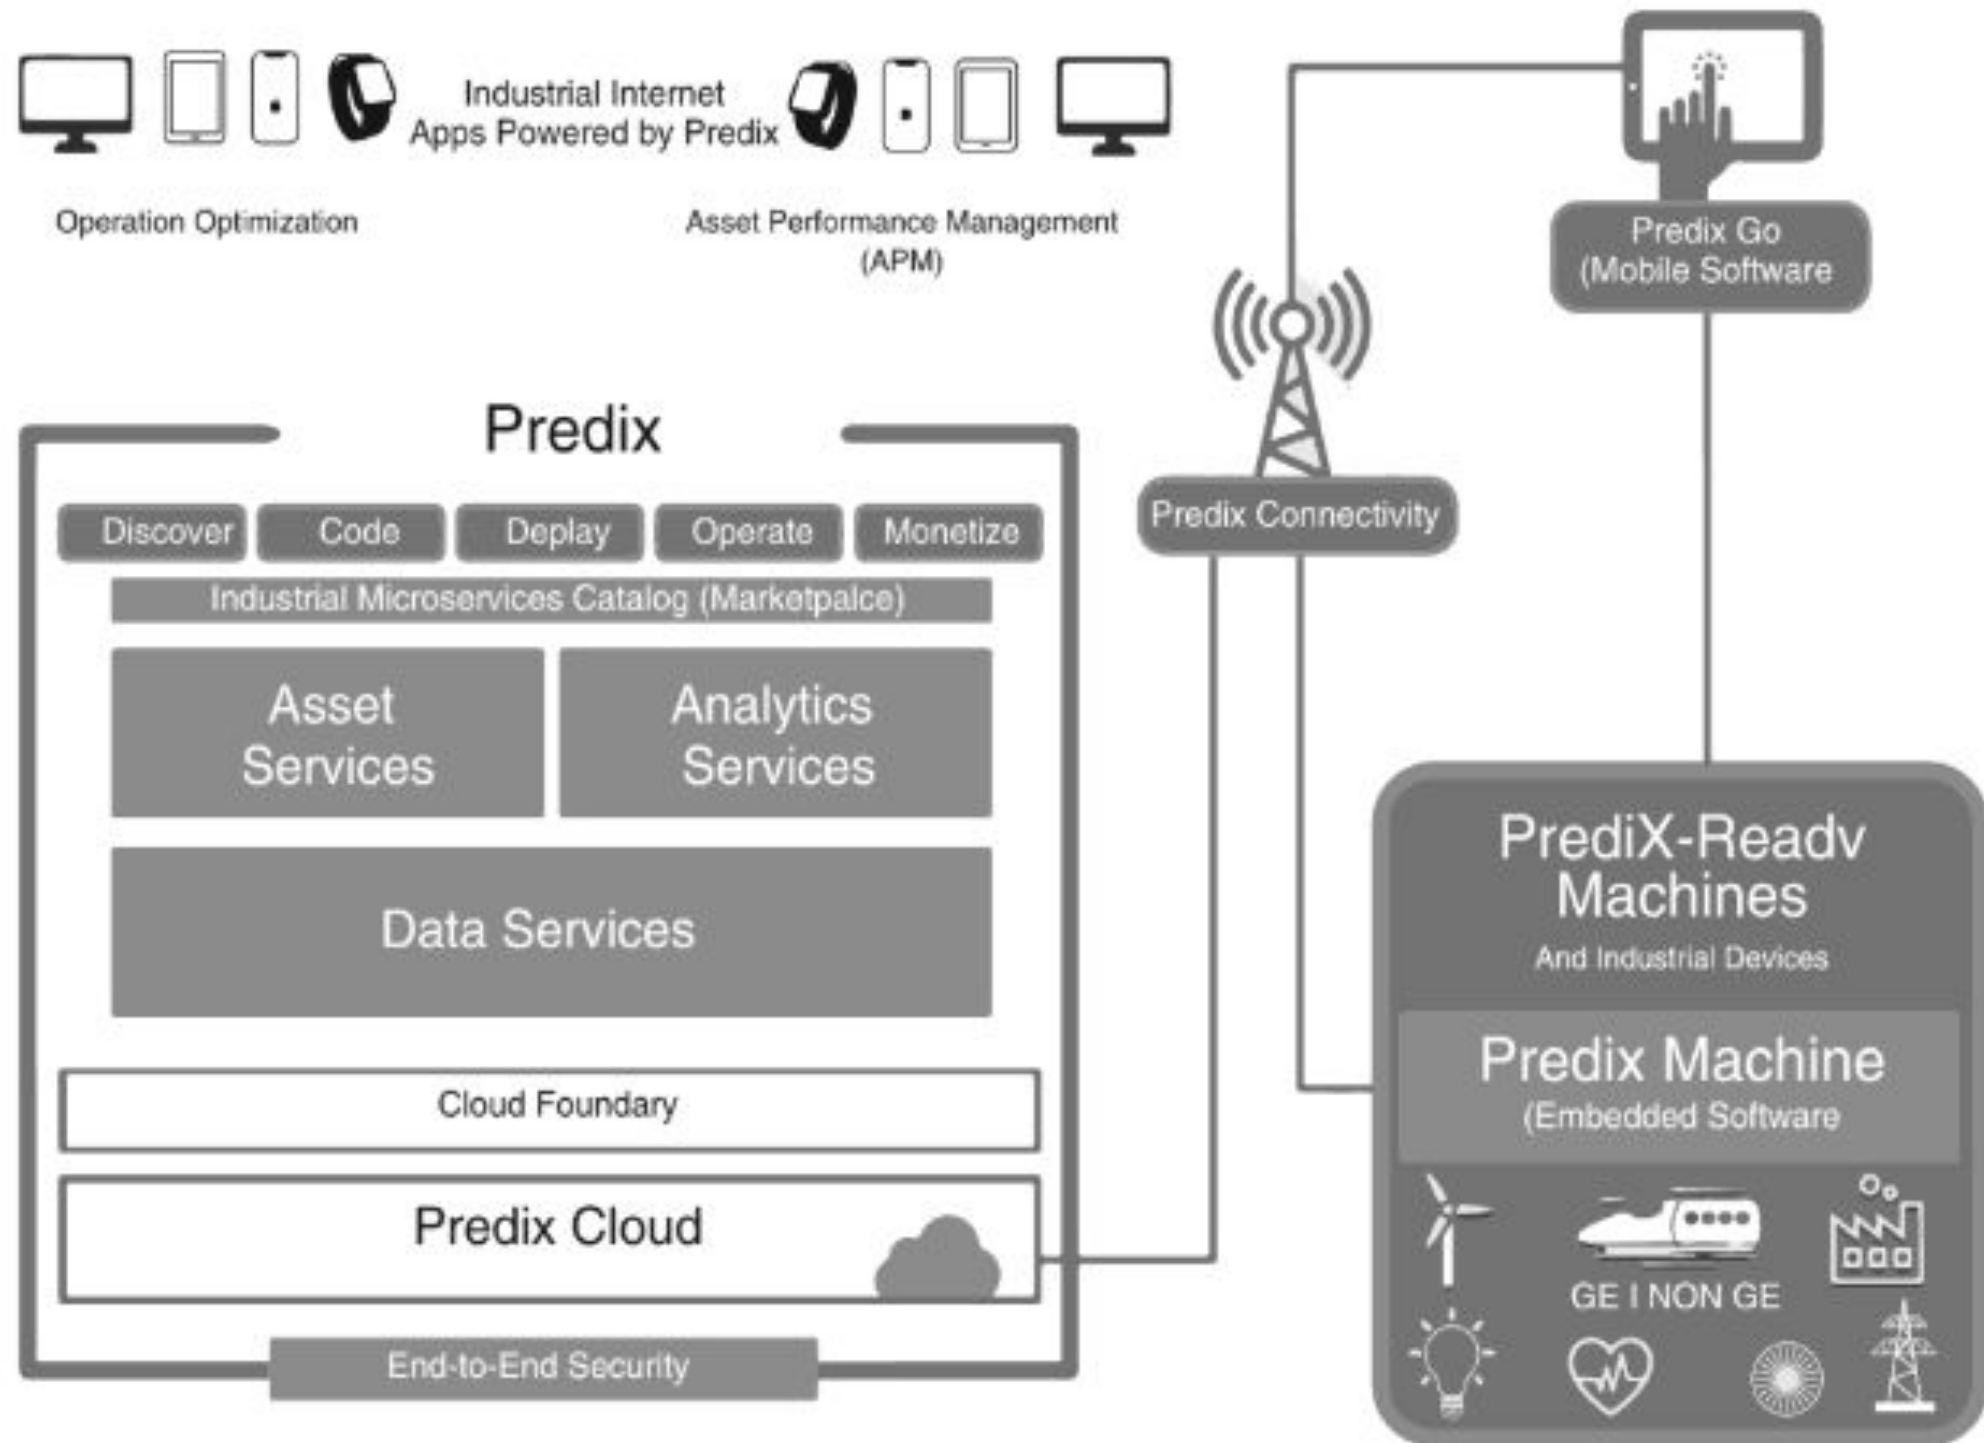 Industrial Internet
Apps Powered by Predix
Operation Optimization
Asset Performance Management
(APM)
Predix Go
(Mobile Software
Predix
Discover
Code
Deplay
Operate
Monetize
Industrial Microservices Catalog (Marketpalce)
Asset
Services
Analytics
Services
Data Services
Cloud Foundary
Predix Cloud
End-to-End Security
Predix Connectivity
PrediX-Readv
Machines
And Industrial Devices
Predix Machine
(Embedded Software
GE I NON GE